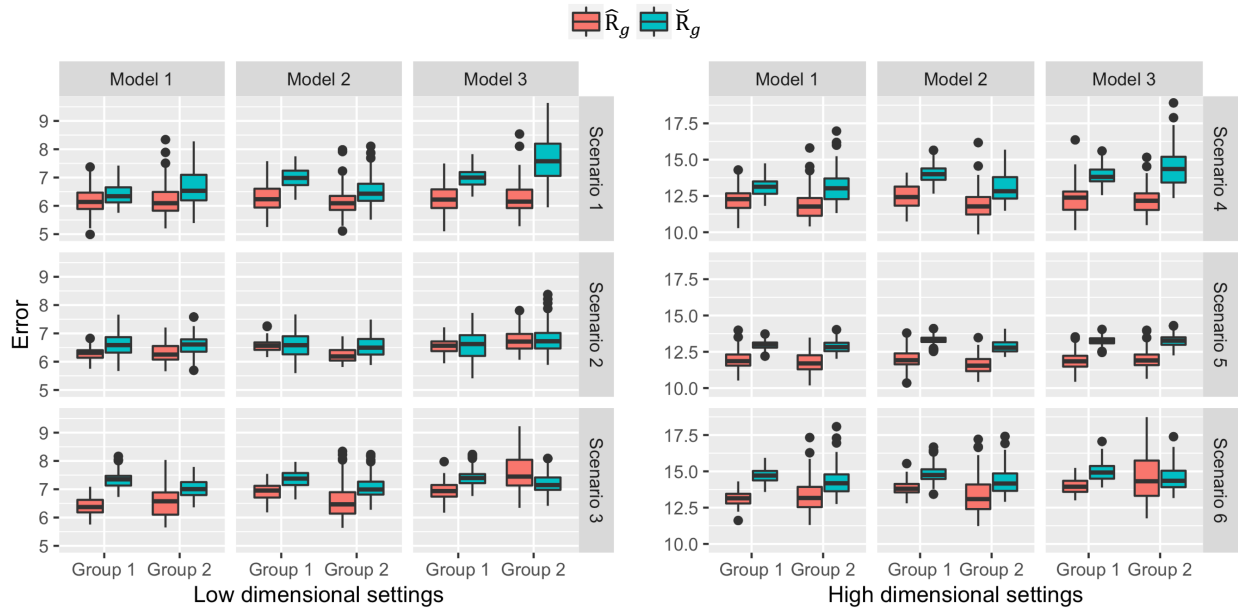 R̂g R̆g
Model 1 Model 2 Model 3
Scenario 1
9
8
7
6
5
Scenario 2
9
8
7
6
5
Scenario 3
9
8
7
6
5
Error
Group 1 Group 2 Group 1 Group 2 Group 1 Group 2
Low dimensional settings
Model 1 Model 2 Model 3
Scenario 4
17.5
15.0
12.5
10.0
Scenario 5
17.5
15.0
12.5
10.0
Scenario 6
17.5
15.0
12.5
10.0
Group 1 Group 2 Group 1 Group 2 Group 1 Group 2
High dimensional settings